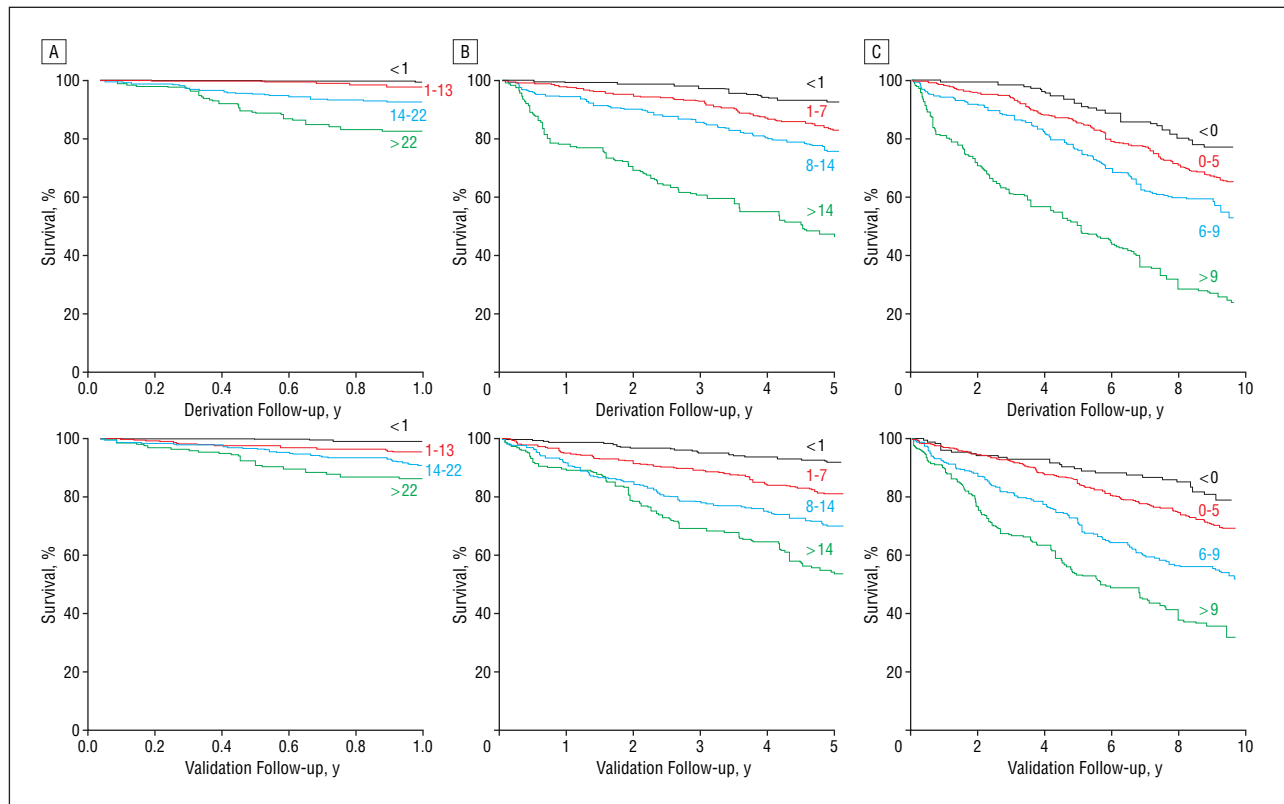 A
B
C
Survival, %
100
80
60
40
20
0
<1
1-13
14-22
>22
0.0 0.2 0.4 0.6 0.8 1.0
Derivation Follow-up, y
Survival, %
100
80
60
40
20
0
<1
1-7
8-14
>14
1 2 3 4 5
Derivation Follow-up, y
Survival, %
100
80
60
40
20
0
<0
0-5
6-9
>9
2 4 6 8 10
Derivation Follow-up, y
Survival, %
100
80
60
40
20
0
<1
1-13
14-22
>22
0.0 0.2 0.4 0.6 0.8 1.0
Validation Follow-up, y
Survival, %
100
80
60
40
20
0
<1
1-7
8-14
>14
1 2 3 4 5
Validation Follow-up, y
Survival, %
100
80
60
40
20
0
<0
0-5
6-9
>9
2 4 6 8 10
Validation Follow-up, y